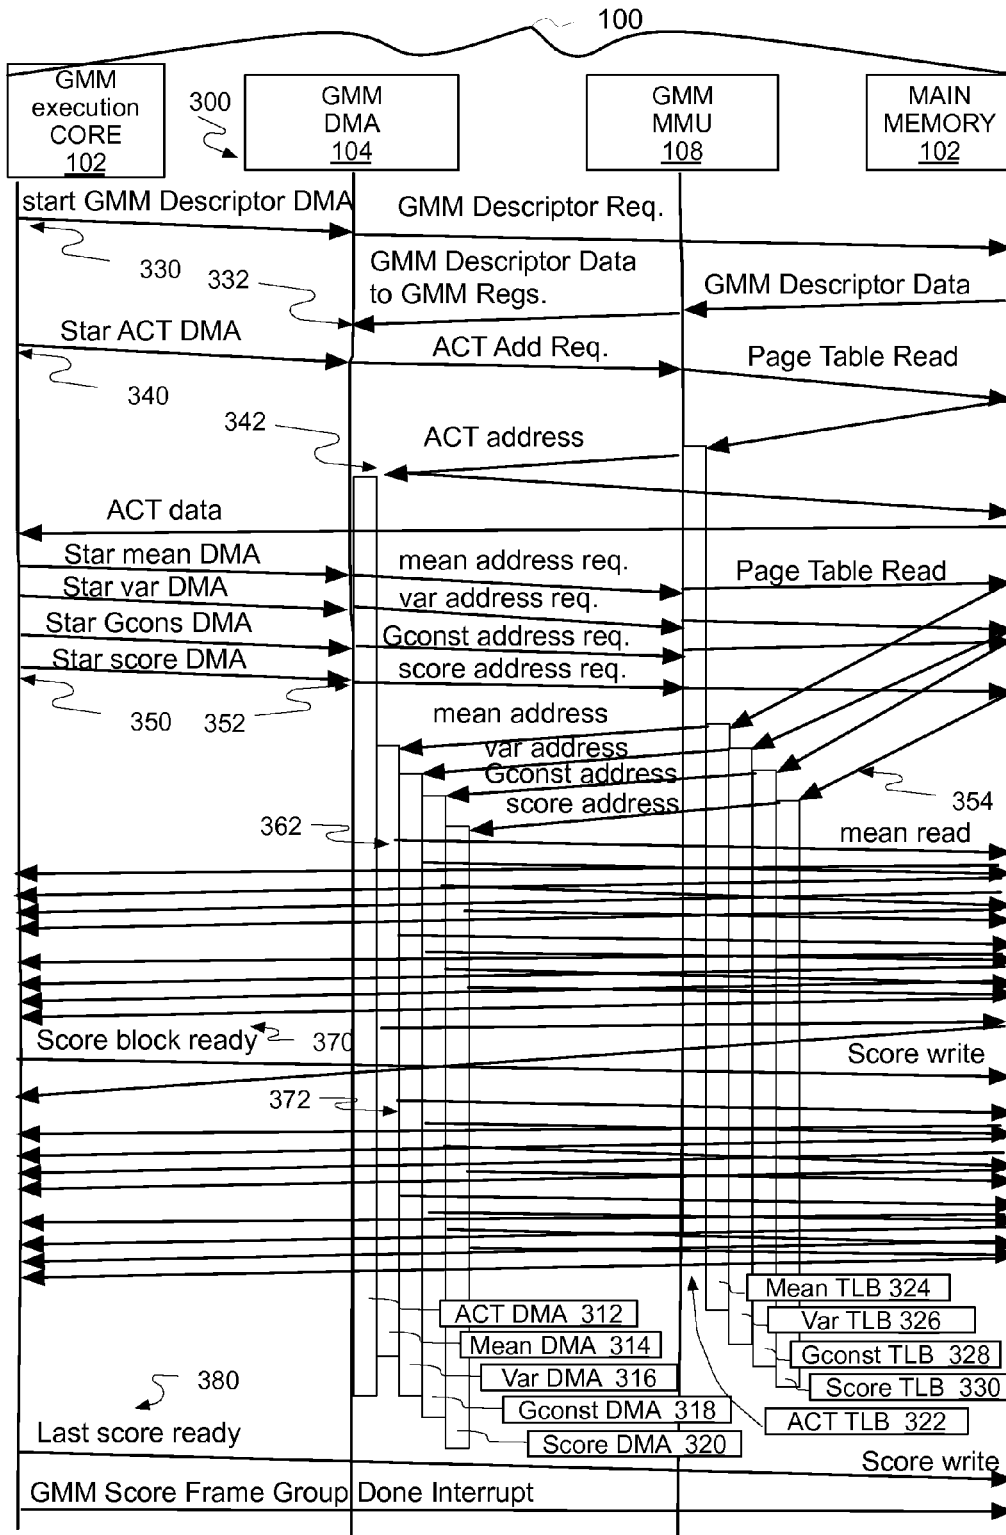 100
GMM
execution
CORE
102
300
GMM
DMA
104
GMM
MMU
108
MAIN
MEMORY
102
start GMM Descriptor DMA
GMM Descriptor Req.
330
332
GMM Descriptor Data
to GMM Regs.
GMM Descriptor Data
Star ACT DMA
ACT Add Req.
Page Table Read
340
342
ACT address
ACT data
Star mean DMA
mean address req.
Page Table Read
Star var DMA
var address req.
Star Gcons DMA
Gconst address req.
Star score DMA
score address req.
350
352
mean address
var address
Gconst address
score address
354
362
mean read
Score block ready
370
Score write
372
Mean TLB 324
ACT DMA 312
Var TLB 326
Mean DMA 314
Gconst TLB 328
Var DMA 316
Score TLB 330
380
Gconst DMA 318
ACT TLB 322
Last score ready
Score DMA 320
Score write
GMM Score Frame Group Done Interrupt